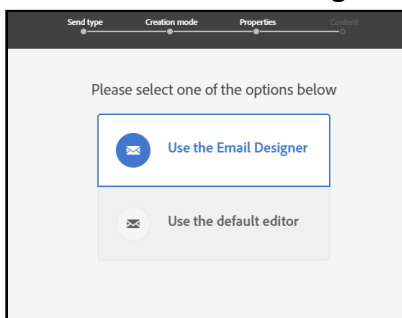 Send type Creation mode Properties Content
Please select one of the options below
Use the Email Designer
Use the default editor